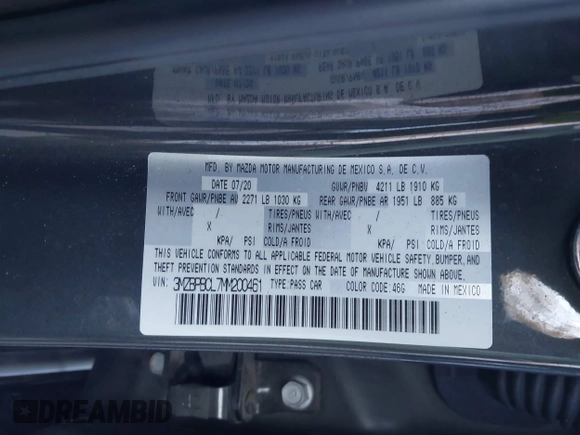 MFD. BY MAZDA MOTOR MANUFACTURING DE MEXICO S.A. DE C.V.
DATE 07/20 GVWR/PNBV 4211 LB 1910 KG
FRONT GAWR/PNBE AV 2271 LB 1030 KG REAR GAWR/PNBE AR 1951 LB 885 KG
WITH/AVEC / TIRES/PNEUS WITH/AVEC / TIRES/PNEUS
X RIMS/JANTES X RIMS/JANTES
KPA/ PSI COLD/A FROID KPA/ PSI COLD/A FROID
THIS VEHICLE CONFORMS TO ALL APPLICABLE FEDERAL MOTOR VEHICLE SAFETY, BUMPER, AND
THEFT PREVENTION STANDARDS IN EFFECT ON THE DATE OF MANUFACTURE SHOWN ABOVE.
VIN: 3MZBPBCL7MM200461 TYPE:PASS CAR COLOR CODE: 46G MADE IN MEXICO
DREAMBID